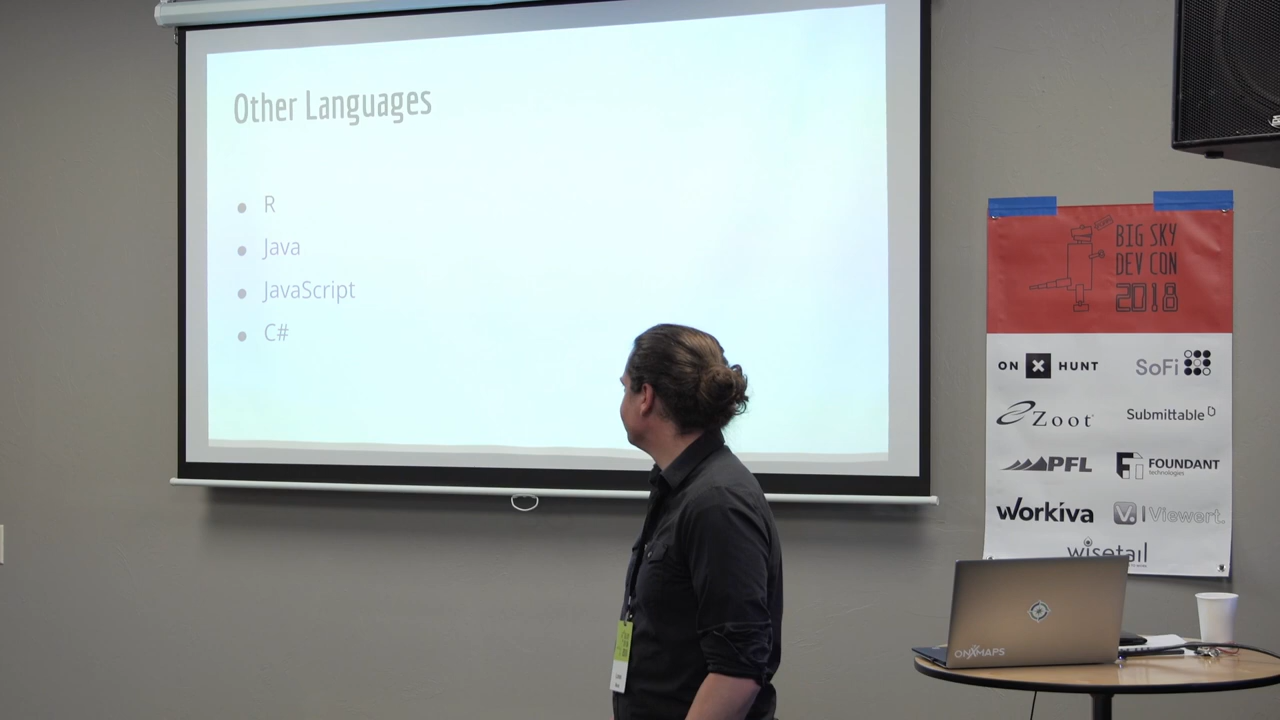 Other Languages
R
Java
JavaScript
C#
BIG SKY
DEV CON
2018
ON X HUNT
SoFi
Zoot
Submittable
PFL
FOUNDANT
technologies
Workiva
V. | Viewert.
wisetail
ONXMAPS